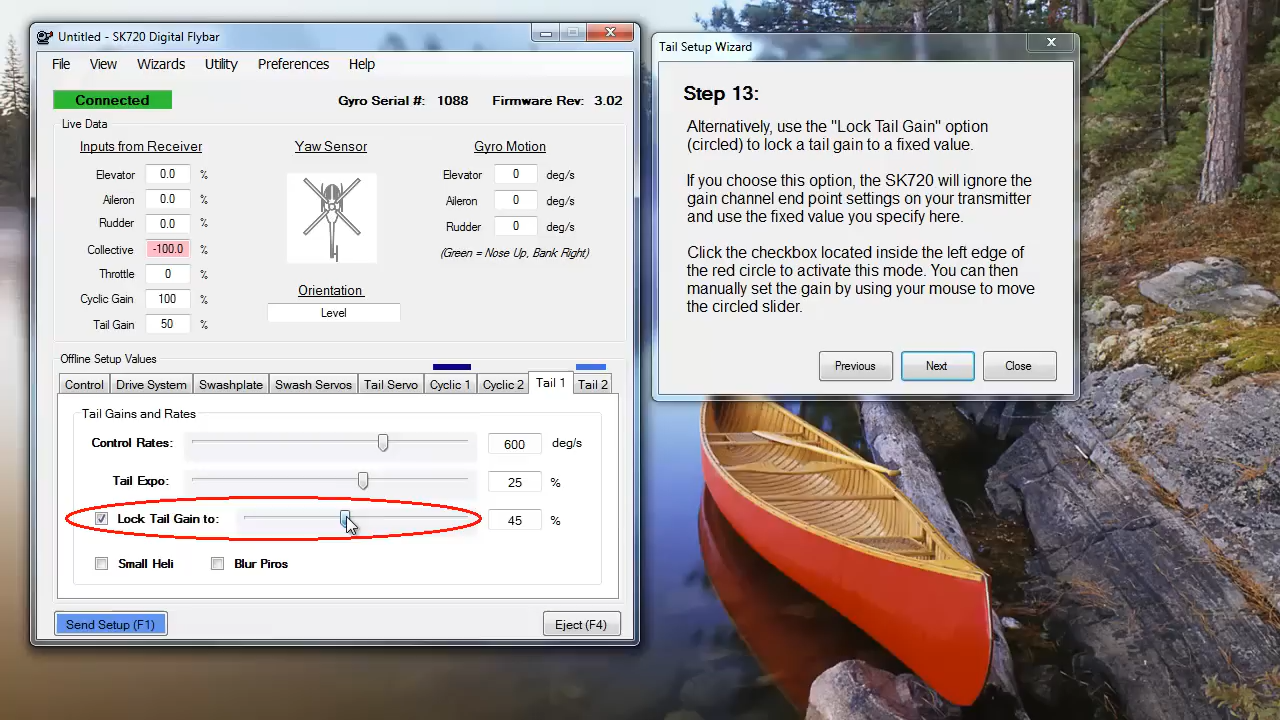 Untitled - SK720 Digital Flybar
File View Wizards Utility Preferences Help
Connected Gyro Serial #: 1088 Firmware Rev: 3.02
Live Data
Inputs from Receiver
Elevator 0.0 %
Aileron 0.0 %
Rudder 0.0 %
Collective -100.0 %
Throttle 0 %
Cyclic Gain 100 %
Tail Gain 50 %
Yaw Sensor
Orientation
Level
Gyro Motion
Elevator 0 deg/s
Aileron 0 deg/s
Rudder 0 deg/s
(Green = Nose Up, Bank Right)
Offline Setup Values
Control Drive System Swashplate Swash Servos Tail Servo Cyclic 1 Cyclic 2 Tail 1 Tail 2
Tail Gains and Rates
Control Rates: 600 deg/s
Tail Expo: 25 %
Lock Tail Gain to: 45 %
Small Heli Blur Piros
Send Setup (F1) Eject (F4)
Tail Setup Wizard
Step 13:
Alternatively, use the "Lock Tail Gain" option
(circled) to lock a tail gain to a fixed value.
If you choose this option, the SK720 will ignore the
gain channel end point settings on your transmitter
and use the fixed value you specify here.
Click the checkbox located inside the left edge of
the red circle to activate this mode. You can then
manually set the gain by using your mouse to move
the circled slider.
Previous Next Close